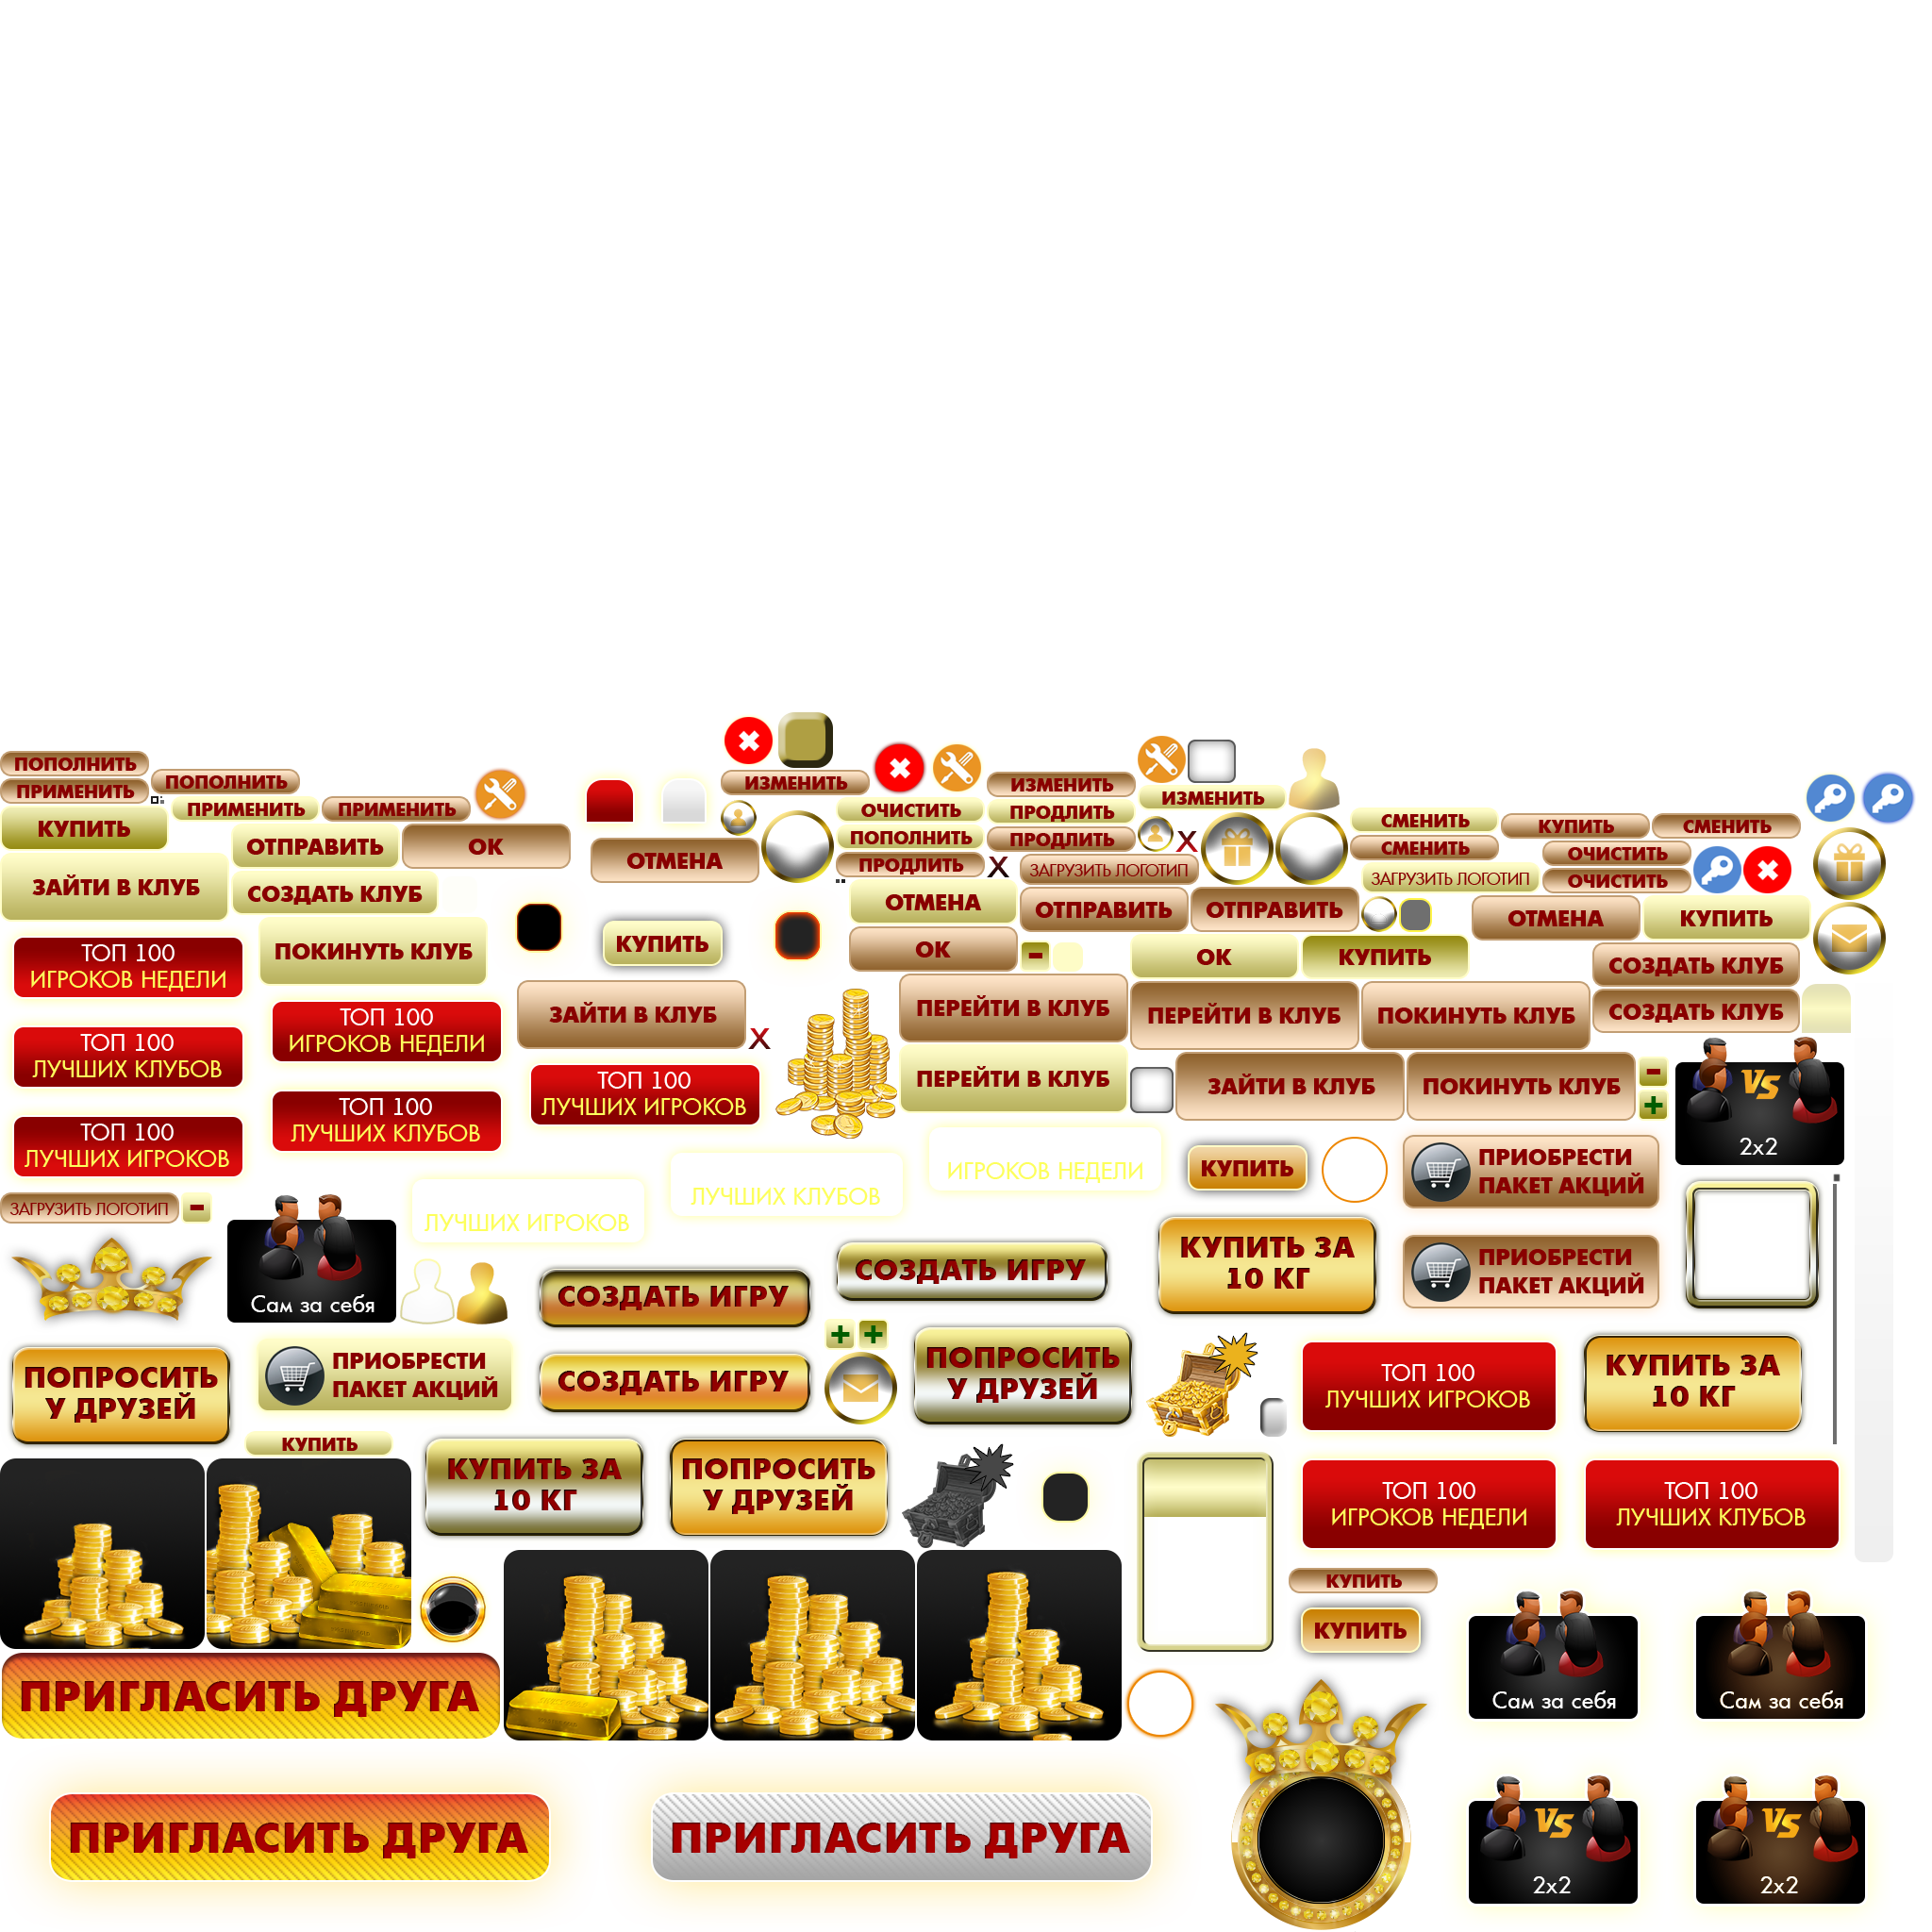 ПОПОЛНИТЬ
ПОПОЛНИТЬ
ИЗМЕНИТЬ
ИЗМЕНИТЬ
ПРИМЕНИТЬ
ПРИМЕНИТЬ
ПРИМЕНИТЬ
ОЧИСТИТЬ
ПРОДЛИТЬ
ИЗМЕНИТЬ
КУПИТЬ
ОТПРАВИТЬ
ОК
ОТМЕНА
ПОПОЛНИТЬ
ПРОДЛИТЬ
X
СМЕНИТЬ
КУПИТЬ
СМЕНИТЬ
СМЕНИТЬ
ОЧИСТИТЬ
ПРОДЛИТЬ
X
ЗАГРУЗИТЬ ЛОГОТИП
ЗАГРУЗИТЬ ЛОГОТИП
ОЧИСТИТЬ
ЗАЙТИ В КЛУБ
СОЗДАТЬ КЛУБ
ОТМЕНА
ОТПРАВИТЬ
ОТПРАВИТЬ
ОТМЕНА
КУПИТЬ
ТОП 100
ИГРОКОВ НЕДЕЛИ
ПОКИНУТЬ КЛУБ
КУПИТЬ
ОК
ОК
КУПИТЬ
СОЗДАТЬ КЛУБ
ТОП 100
ИГРОКОВ НЕДЕЛИ
ЗАЙТИ В КЛУБ
X
ПЕРЕЙТИ В КЛУБ
ПЕРЕЙТИ В КЛУБ
ПОКИНУТЬ КЛУБ
СОЗДАТЬ КЛУБ
ТОП 100
ЛУЧШИХ КЛУБОВ
ТОП 100
ЛУЧШИХ КЛУБОВ
ТОП 100
ЛУЧШИХ ИГРОКОВ
ПЕРЕЙТИ В КЛУБ
ЗАЙТИ В КЛУБ
ПОКИНУТЬ КЛУБ
VS
2х2
ТОП 100
ЛУЧШИХ ИГРОКОВ
ЛУЧШИХ ИГРОКОВ
ЛУЧШИХ КЛУБОВ
ИГРОКОВ НЕДЕЛИ
КУПИТЬ
ПРИОБРЕСТИ
ПАКЕТ АКЦИЙ
ЗАГРУЗИТЬ ЛОГОТИП
Сам за себя
СОЗДАТЬ ИГРУ
СОЗДАТЬ ИГРУ
КУПИТЬ ЗА
10 КГ
ПРИОБРЕСТИ
ПАКЕТ АКЦИЙ
ПОПРОСИТЬ
У ДРУЗЕЙ
ПРИОБРЕСТИ
ПАКЕТ АКЦИЙ
СОЗДАТЬ ИГРУ
ПОПРОСИТЬ
У ДРУЗЕЙ
ТОП 100
ЛУЧШИХ ИГРОКОВ
КУПИТЬ ЗА
10 КГ
КУПИТЬ
КУПИТЬ ЗА
10 КГ
ПОПРОСИТЬ
У ДРУЗЕЙ
ТОП 100
ИГРОКОВ НЕДЕЛИ
ТОП 100
ЛУЧШИХ КЛУБОВ
КУПИТЬ
КУПИТЬ
ПРИГЛАСИТЬ ДРУГА
Сам за себя
Сам за себя
ПРИГЛАСИТЬ ДРУГА
ПРИГЛАСИТЬ ДРУГА
VS
2х2
VS
2х2